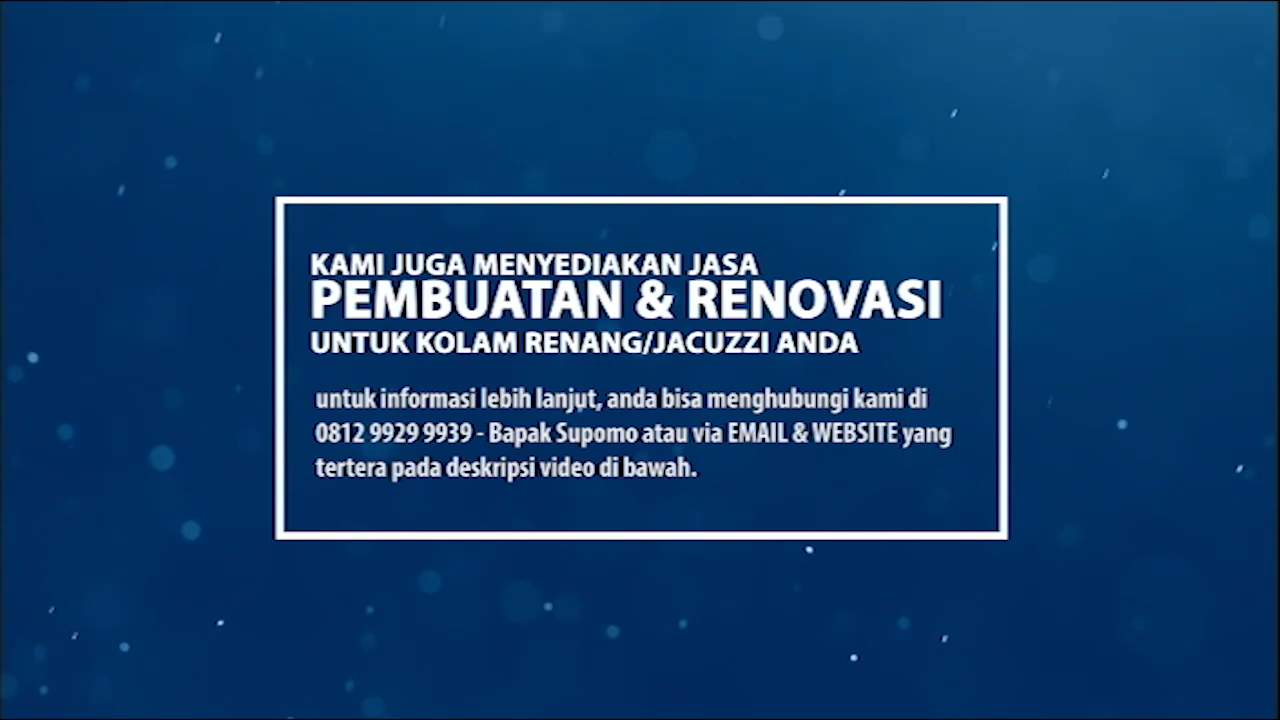 KAMI JUGA MENYEDIAKAN JASA
PEMBUATAN & RENOVASI
UNTUK KOLAM RENANG/JACUZZI ANDA
untuk informasi lebih lanjut, anda bisa menghubungi kami di
0812 9929 9939 - Bapak Supomo atau via EMAIL & WEBSITE yang
tertera pada deskripsi video di bawah.